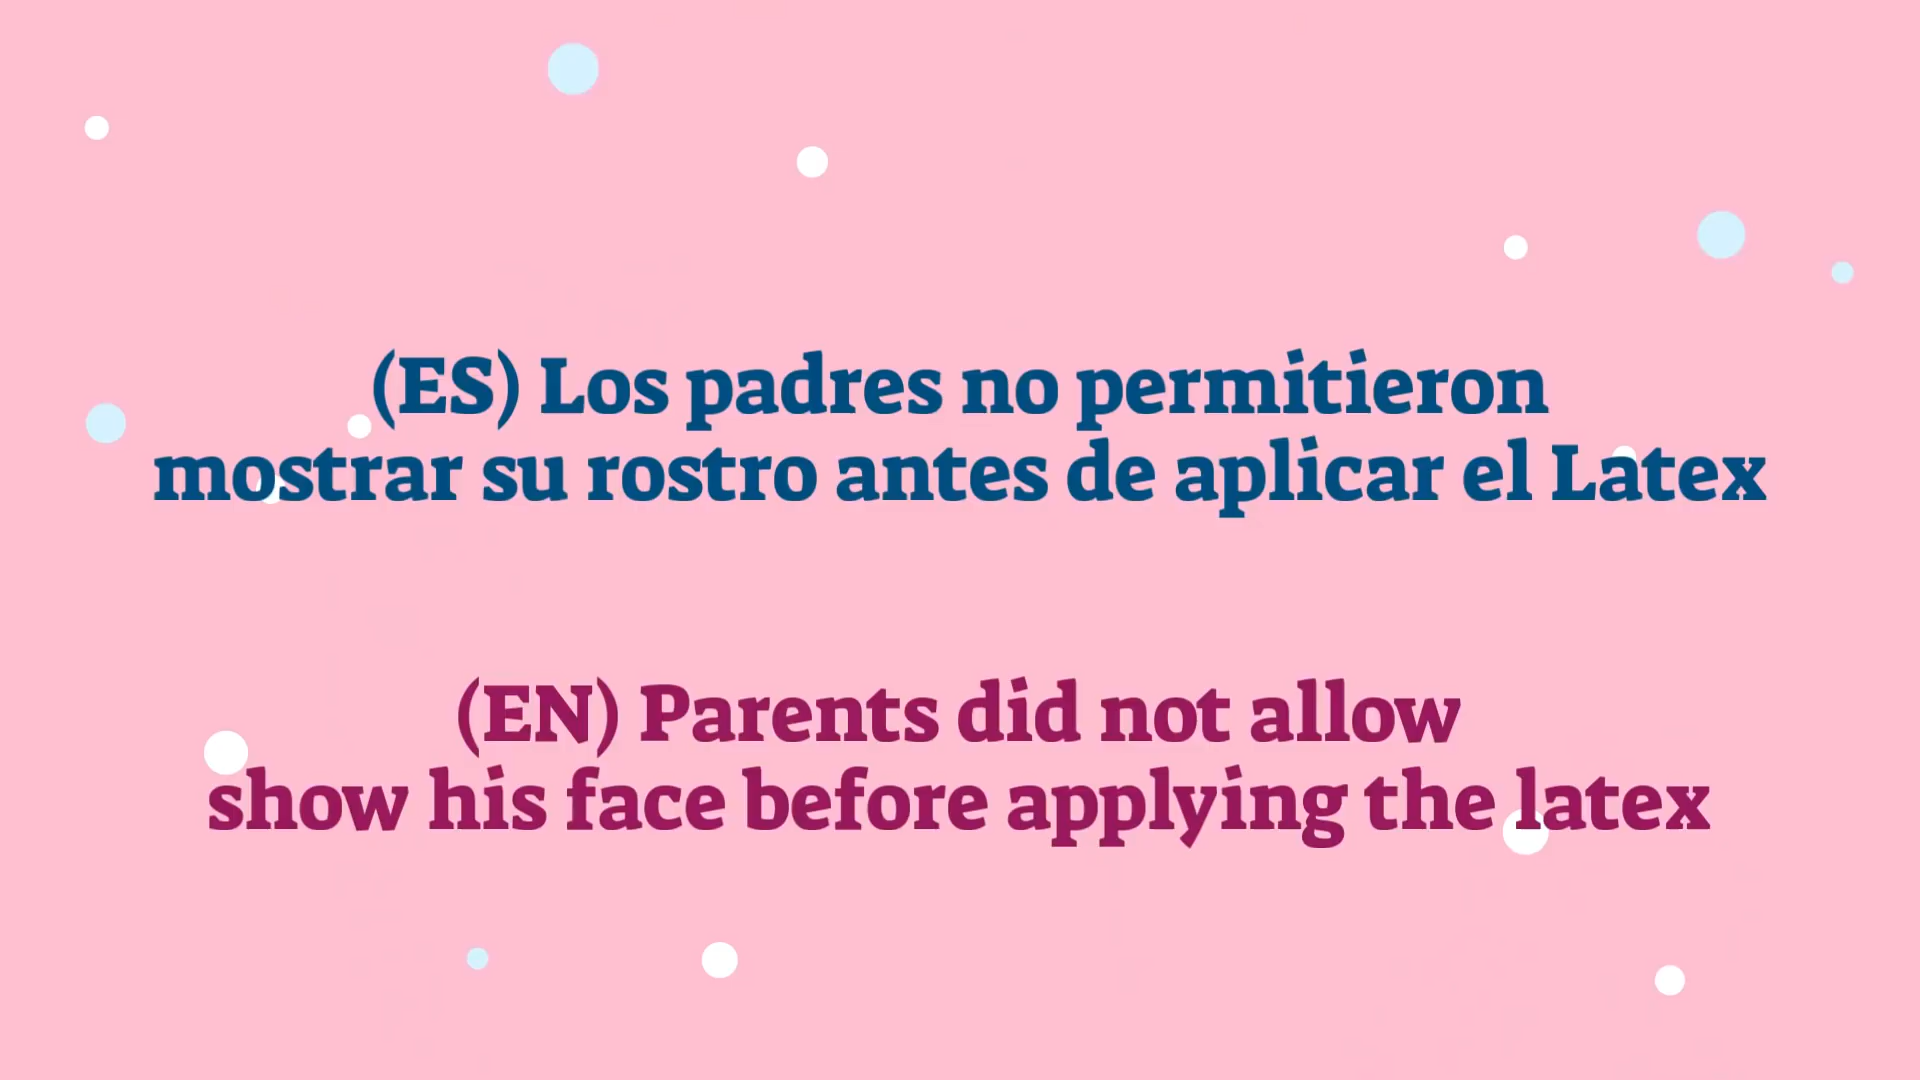 (ES) Los padres no permitieron
mostrar su rostro antes de aplicar el Latex
(EN) Parents did not allow
show his face before applying the latex